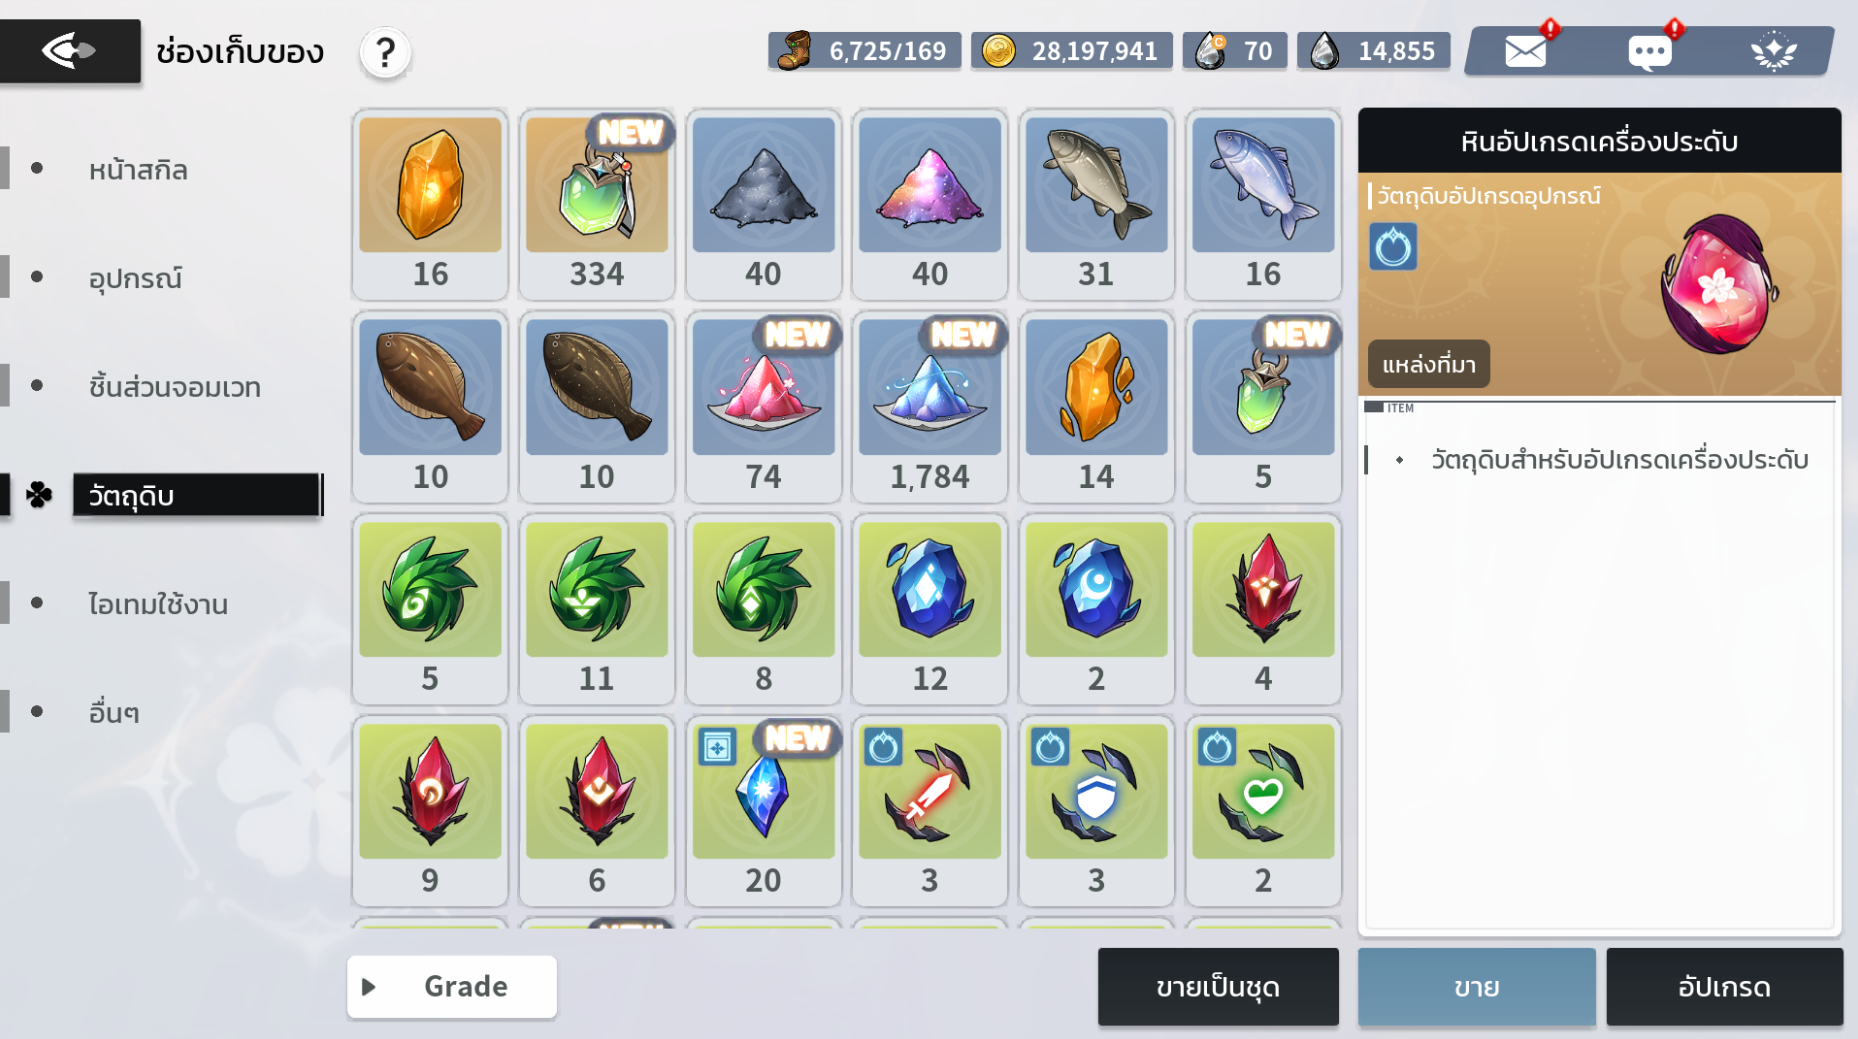 ช่องเก็บของ
?
6,725/169
28,197,941
70
14,855
หน้าสกิล
อุปกรณ์
ชิ้นส่วนจอมเวท
วัตถุดิบ
ไอเทมใช้งาน
อื่นๆ
NEW
16
334
40
40
31
16
NEW
NEW
NEW
10
10
74
1,784
14
5
5
11
8
12
2
4
NEW
9
6
20
3
3
2
Grade
หินอัปเกรดเครื่องประดับ
วัตถุดิบอัปเกรดอุปกรณ์
แหล่งที่มา
ITEM
วัตถุดิบสำหรับอัปเกรดเครื่องประดับ
ขายเป็นชุด
ขาย
อัปเกรด